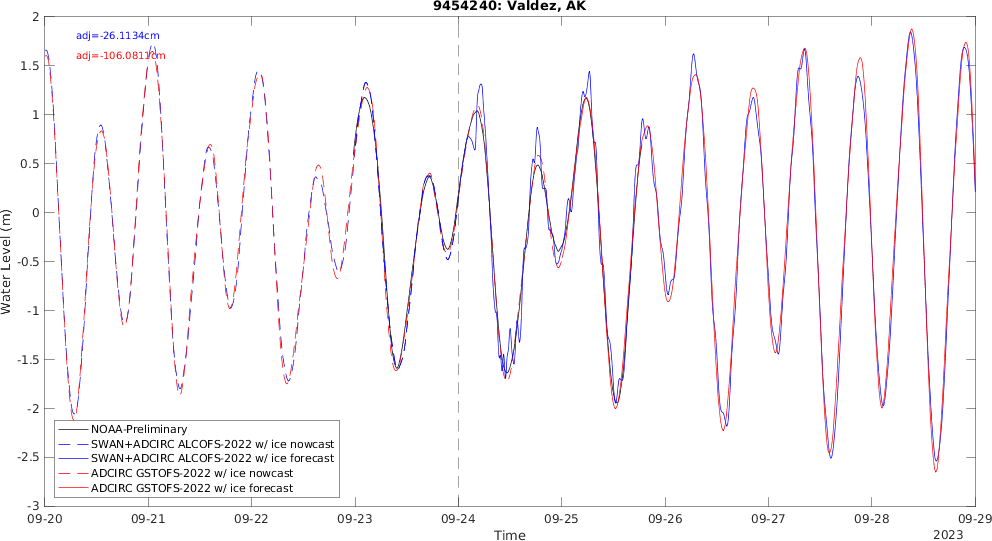 9454240: Valdez, AK
adj=-26.1134cm
adj=-106.0811cm
2
1.5
1
0.5
0
-0.5
-1
-1.5
-2
-2.5
-3
Water Level (m)
NOAA-Preliminary
SWAN+ADCIRC ALCOFS-2022 w/ ice nowcast
SWAN+ADCIRC ALCOFS-2022 w/ ice forecast
ADCIRC GSTOFS-2022 w/ ice nowcast
ADCIRC GSTOFS-2022 w/ ice forecast
09-20 09-21 09-22 09-23 09-24 09-25 09-26 09-27 09-28 09-29
Time
2023